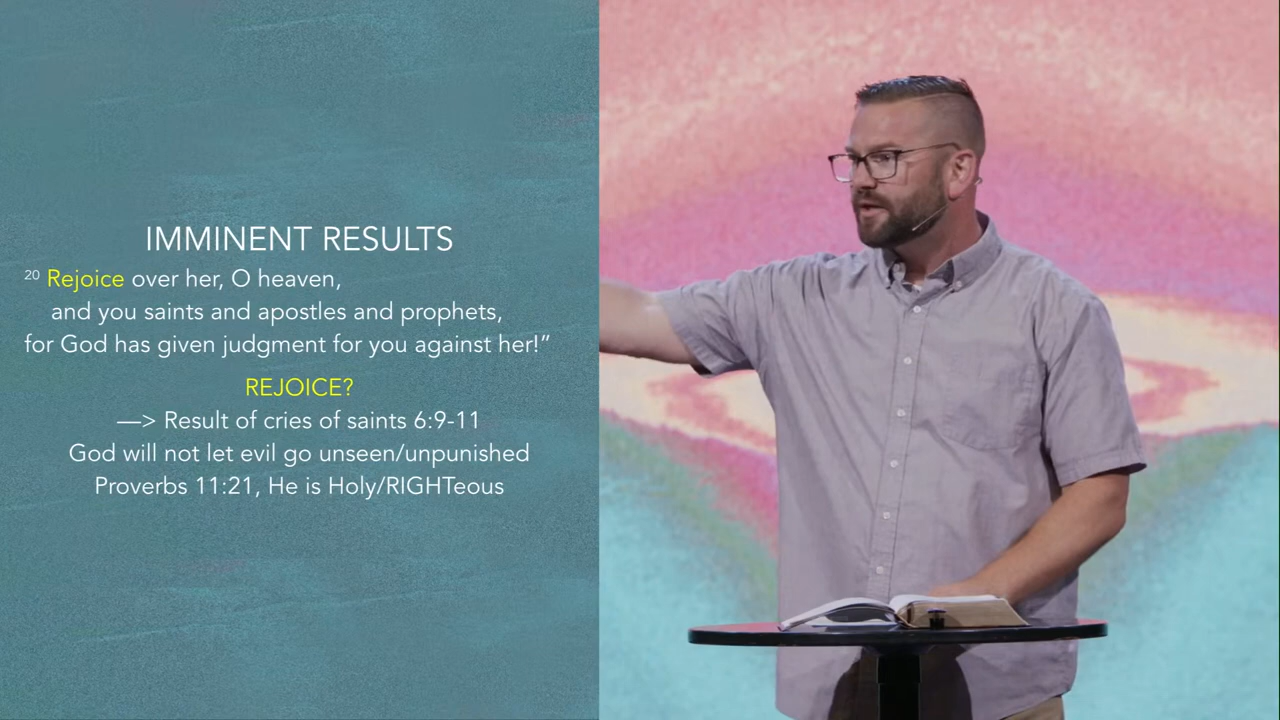 IMMINENT RESULTS
20 Rejoice over her, O heaven,
and you saints and apostles and prophets,
for God has given judgment for you against her!”
REJOICE?
—> Result of cries of saints 6:9-11
God will not let evil go unseen/unpunished
Proverbs 11:21, He is Holy/RIGHTeous